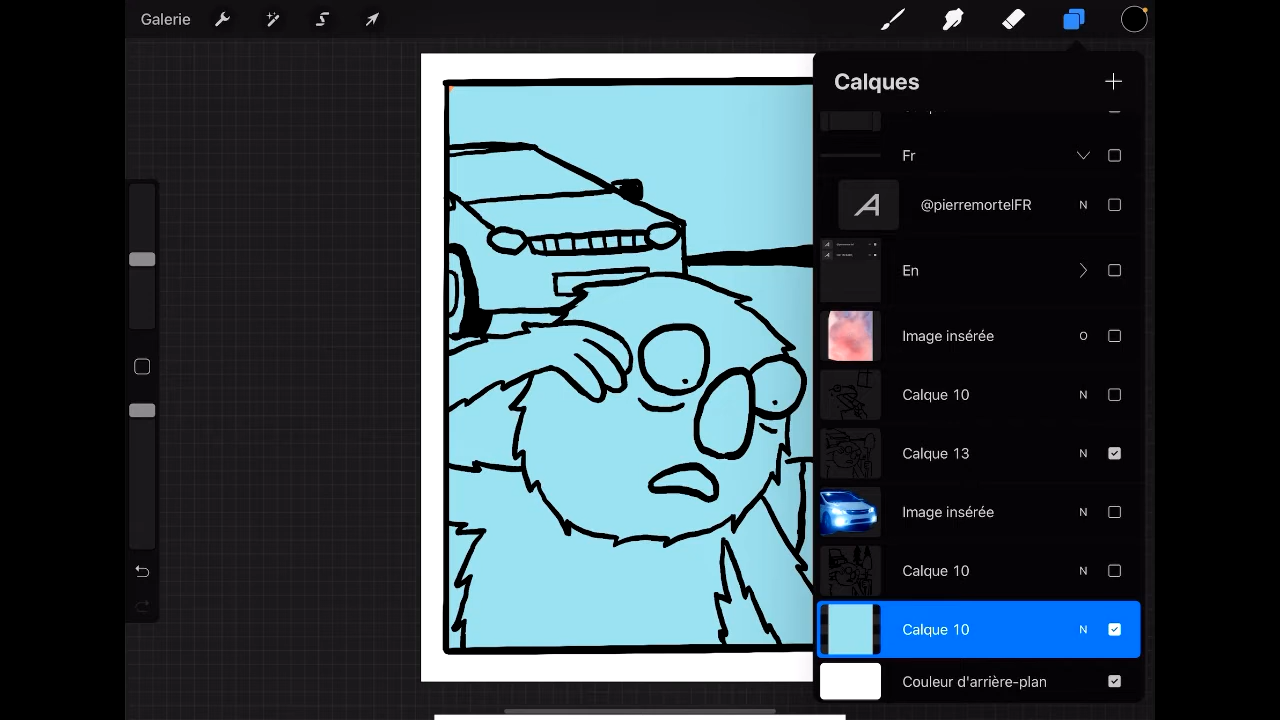 Galerie
Calques
Fr
@pierremortelFR N
En
Image insérée O
Calque 10 N
Calque 13 N
Image insérée N
Calque 10 N
Calque 10 N
Couleur d'arrière-plan